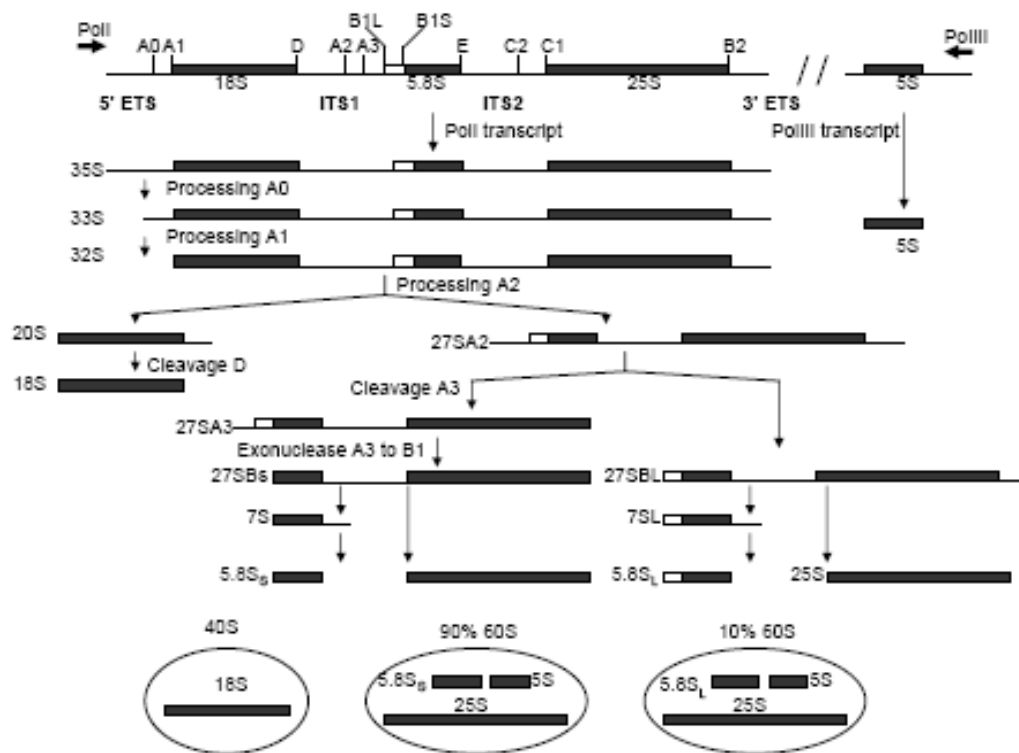 B1L B1S
PolI PolIII
A0 A1 D A2 A3 E C2 C1 B2
18S 5.8S 25S 5S
5' ETS ITS1 ITS2 3' ETS
PolI transcript PolIII transcript
35S
Processing A0
33S
Processing A1 5S
32S
Processing A2
20S 27SA2
Cleavage D
18S
Cleavage A3
27SA3
Exonuclease A3 to B1
27SBs 27SBL
7S 7SL
5.8SS 5.8SL 25S
40S 90% 60S 10% 60S
18S 5.8SS 5S 5.8SL 5S
25S 25S